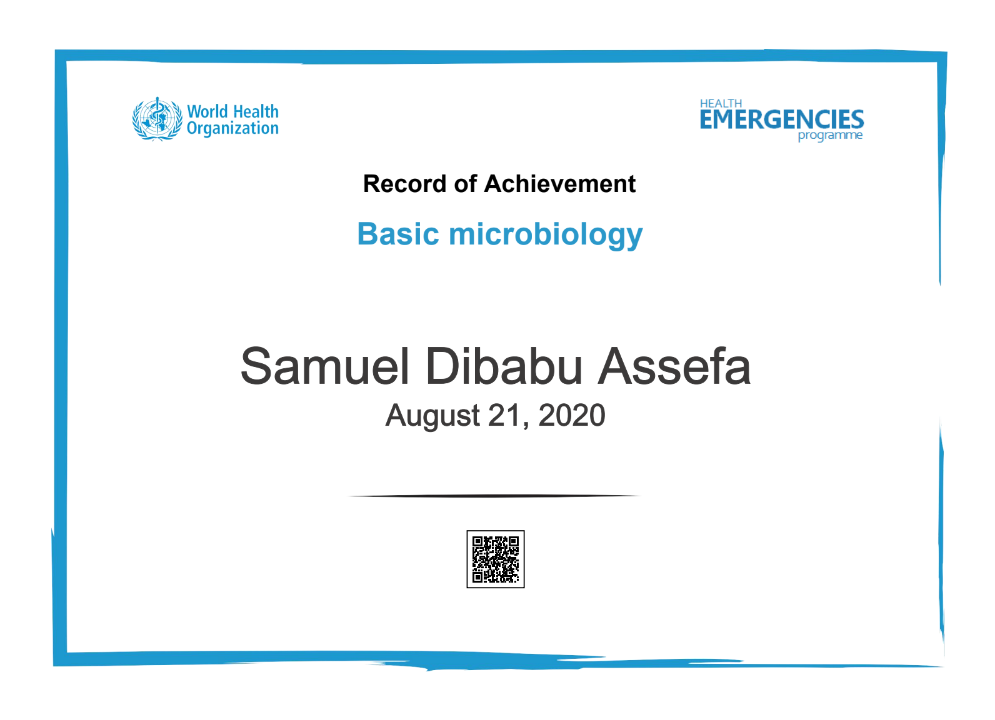 World Health
Organization
HEALTH
EMERGENCIES
programme
Record of Achievement
Basic microbiology
Samuel Dibabu Assefa
August 21, 2020